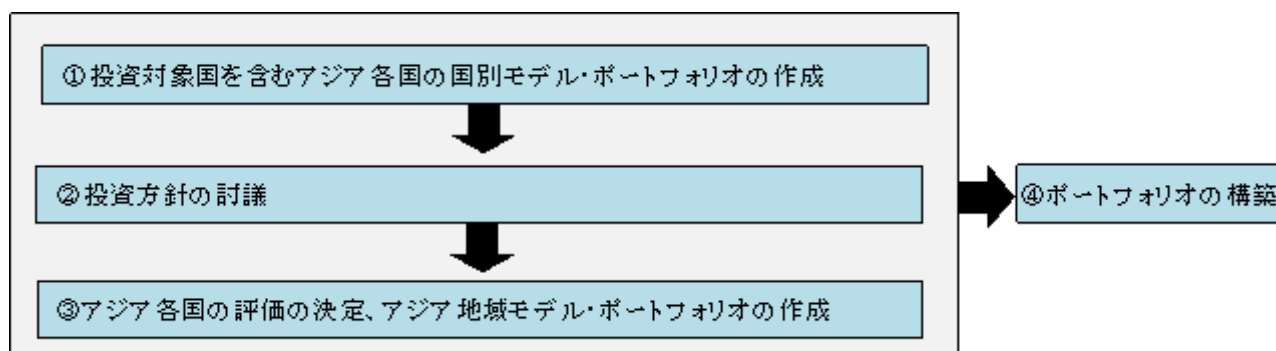 ①投資対象国を含むアジア各国の国別モデル・ポートフォリオの作成
②投資方針の討議
③アジア各国の評価の決定、アジア地域モデル・ポートフォリオの作成
④ポートフォリオの構築